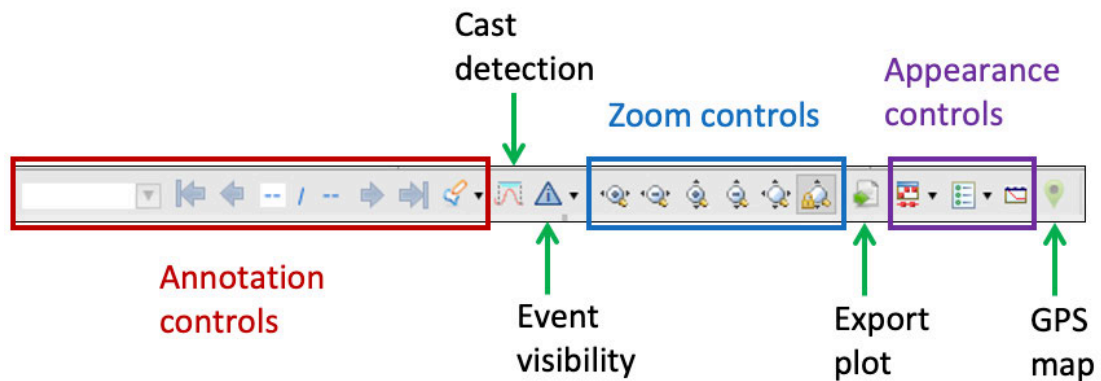 Cast
detection
Appearance
controls
Zoom controls
-- / --
Annotation
controls
Event
visibility
Export
plot
GPS
map